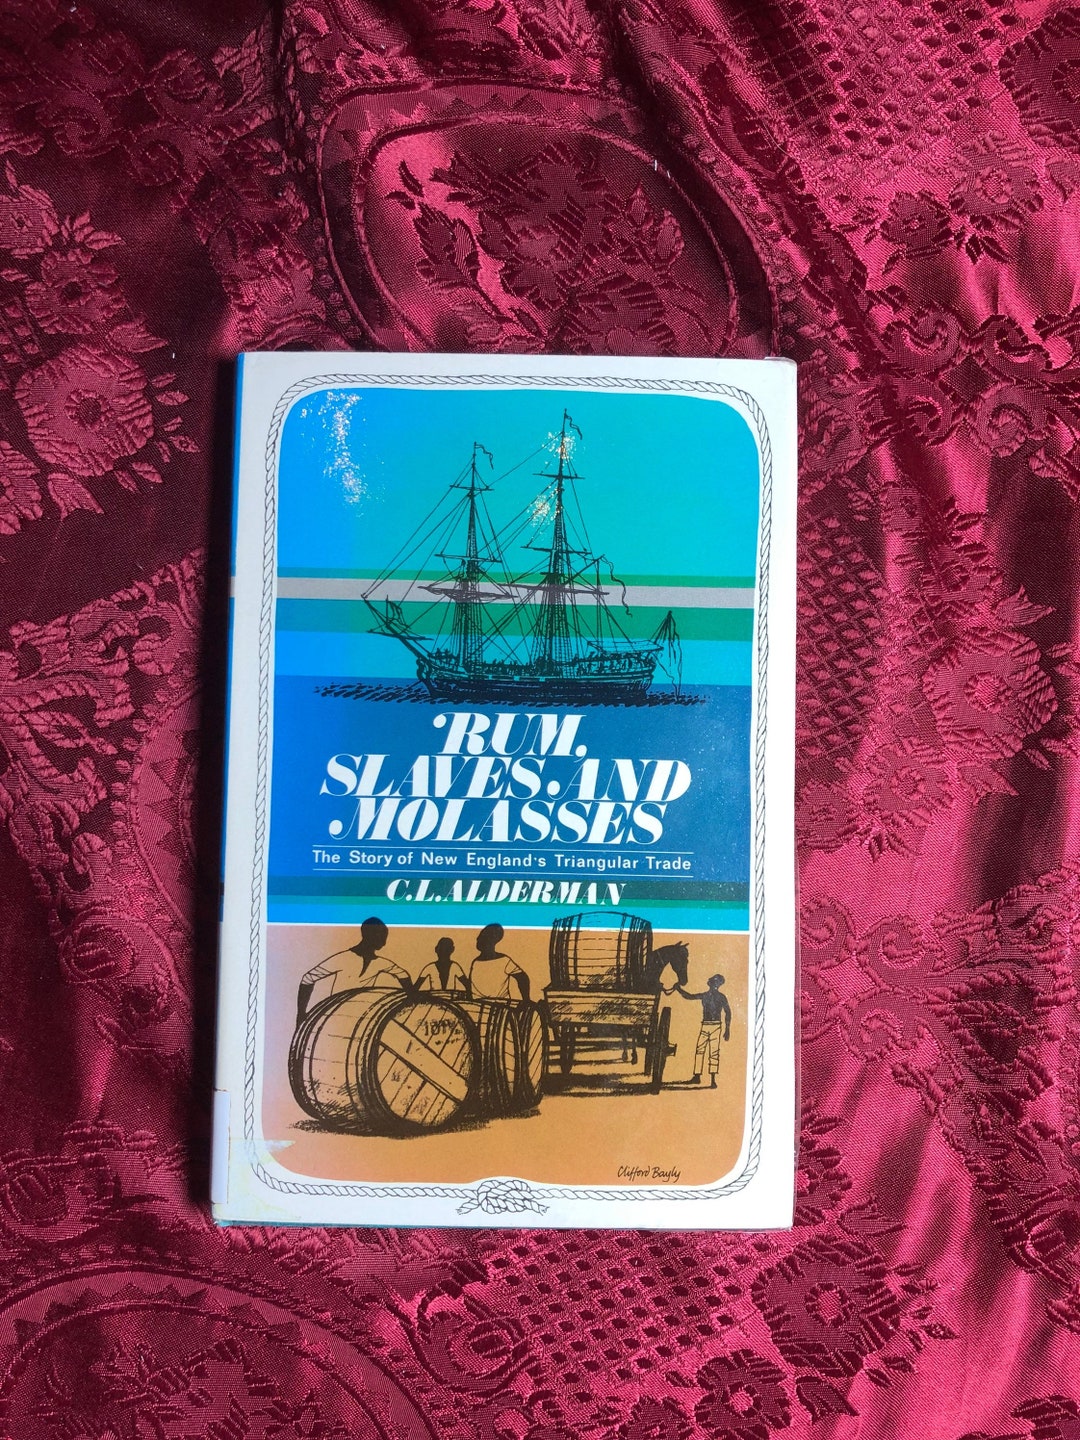 RUM,
SLAVES AND
MOLASSES
The Story of New England's Triangular Trade
C.L.ALDERMAN
Clifford Bayly